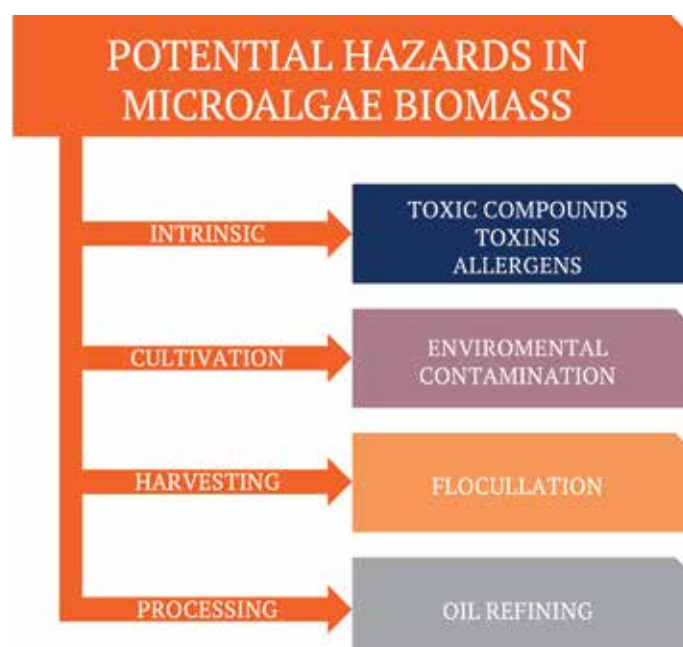 POTENTIAL HAZARDS IN
MICROALGAE BIOMASS
INTRINSIC
TOXIC COMPOUNDS
TOXINS
ALLERGENS
CULTIVATION
ENVIROMENTAL
CONTAMINATION
HARVESTING
FLOCULLATION
PROCESSING
OIL REFINING